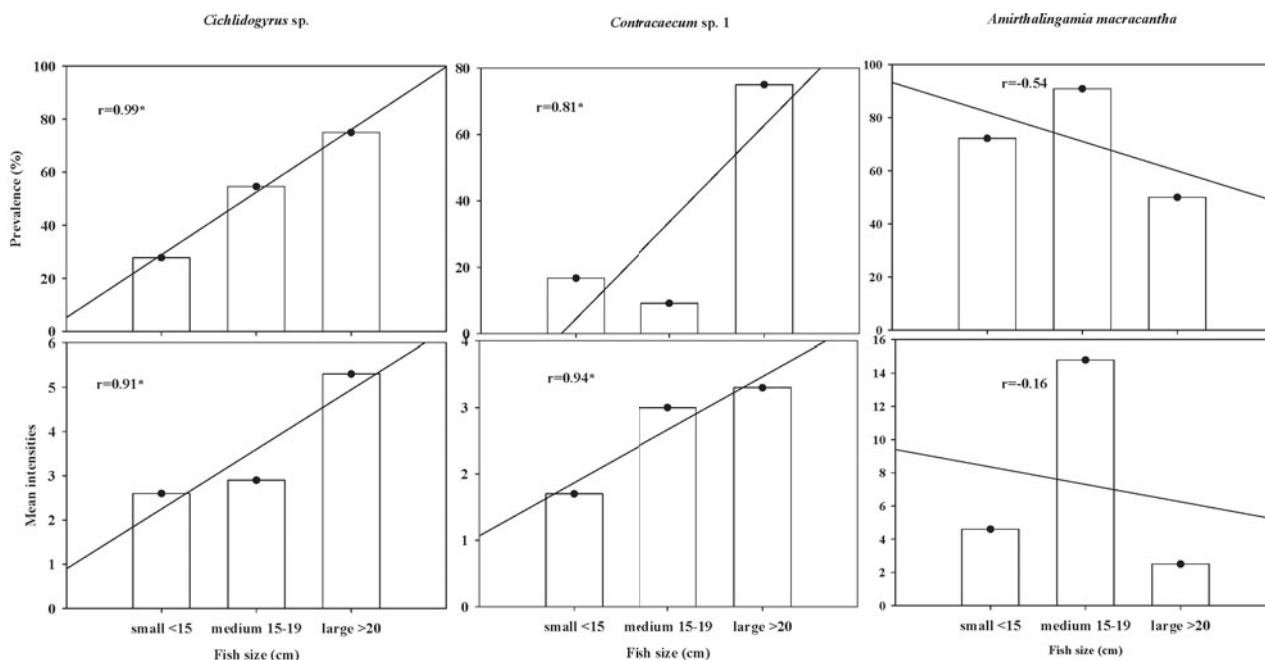 Cichlidogyrus sp.
Contracaecum sp. 1
Amirthalingamia macracantha
Prevalence (%)
100
80
60
40
20
0
r=0.99*
80
60
40
20
0
r=0.81*
100
80
60
40
20
0
r=-0.54
Mean intensities
6
5
4
3
2
1
0
r=0.91*
small <15 medium 15-19 large >20
Fish size (cm)
4
3
2
1
0
r=0.94*
small <15 medium 15-19 large >20
Fish size (cm)
16
14
12
10
8
6
4
2
0
r=-0.16
small <15 medium 15-19 large >20
Fish size (cm)